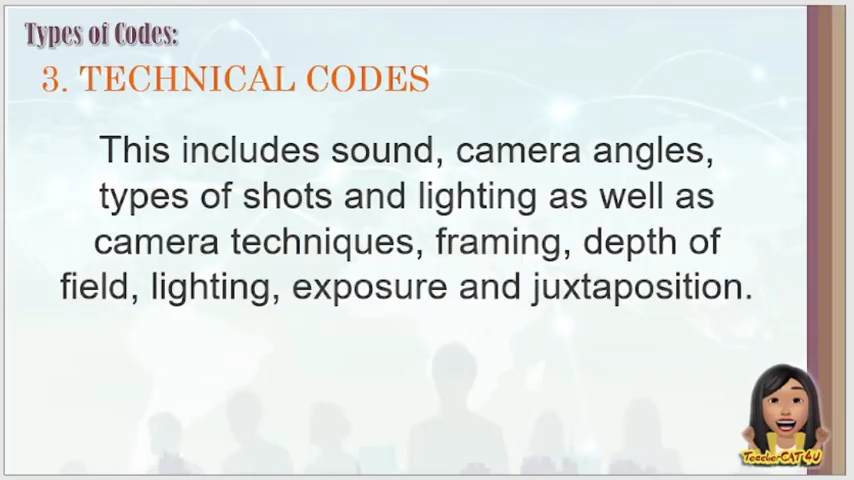 Types of Codes:
3. TECHNICAL CODES
This includes sound, camera angles,
types of shots and lighting as well as
camera techniques, framing, depth of
field, lighting, exposure and juxtaposition.
TeacherCAT4U